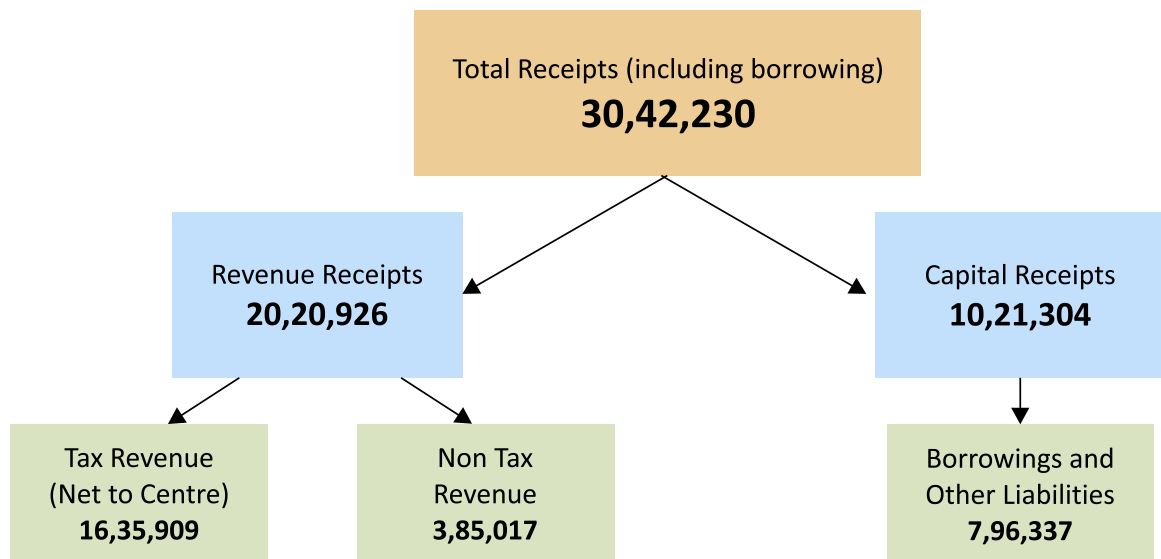 Total Receipts (including borrowing)
30,42,230
Revenue Receipts
20,20,926
Capital Receipts
10,21,304
Tax Revenue
(Net to Centre)
16,35,909
Non Tax
Revenue
3,85,017
Borrowings and
Other Liabilities
7,96,337